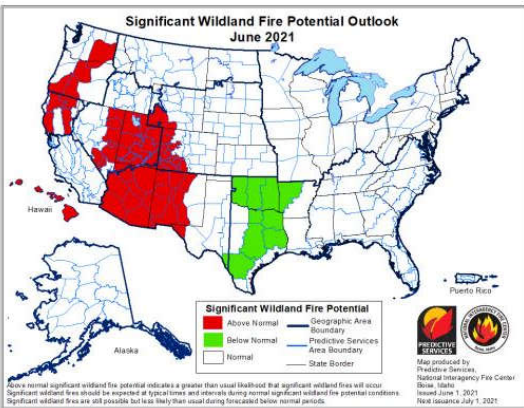 Significant Wildland Fire Potential Outlook
June 2021
Hawaii
Alaska
Puerto Rico
Significant Wildland Fire Potential
Above Normal
Below Normal
Normal
Geographic Area
Boundary
Predictive Services
Area Boundary
State Border
PREDICTIVE
SERVICES
NATIONAL INTERAGENCY FIRE CENTER
Map produced by
Predictive Services,
National Interagency Fire Center
Boise, Idaho
Issued June 1, 2021
Next issuance July 1, 2021
Above normal significant wildland fire potential indicates a greater than usual likelihood that significant wildland fires will occur
Significant wildland fires should be expected at typical times and intervals during normal significant wildland fire potential conditions
Significant wildland fires are still possible but less likely than usual during forecasted below normal periods